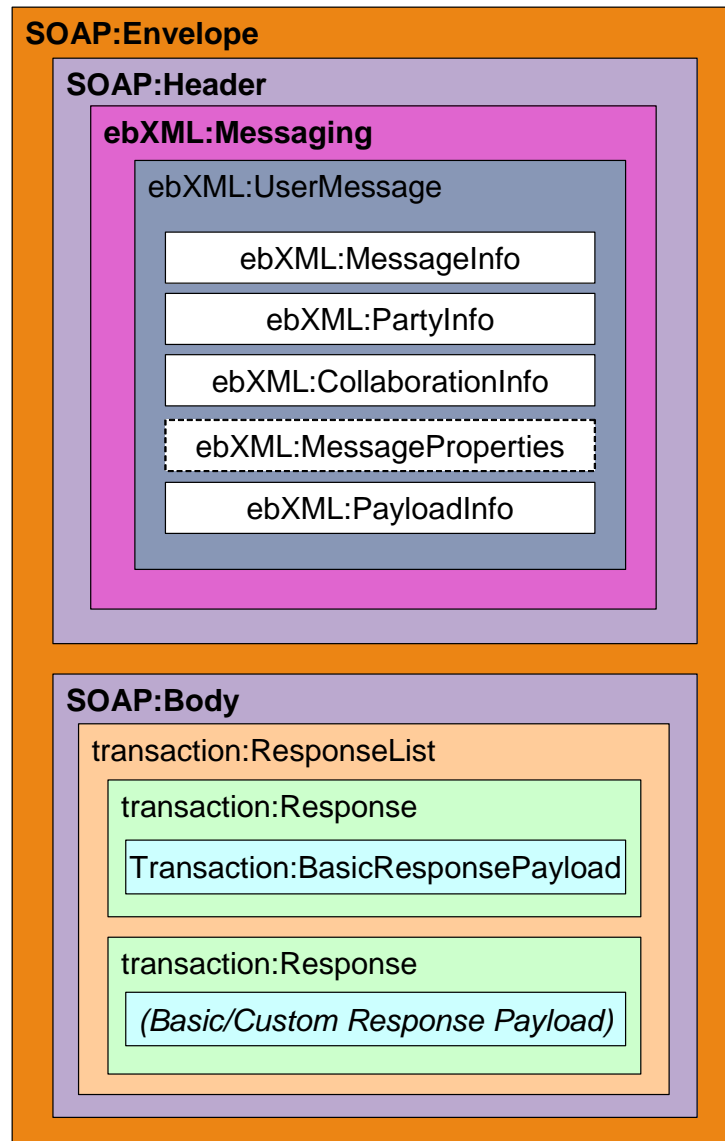 SOAP:Envelope
SOAP:Header
ebXML:Messaging
ebXML:UserMessage
ebXML:MessageInfo
ebXML:PartyInfo
ebXML:CollaborationInfo
ebXML:MessageProperties
ebXML:PayloadInfo
SOAP:Body
transaction:ResponseList
transaction:Response
Transaction:BasicResponsePayload
transaction:Response
(Basic/Custom Response Payload)